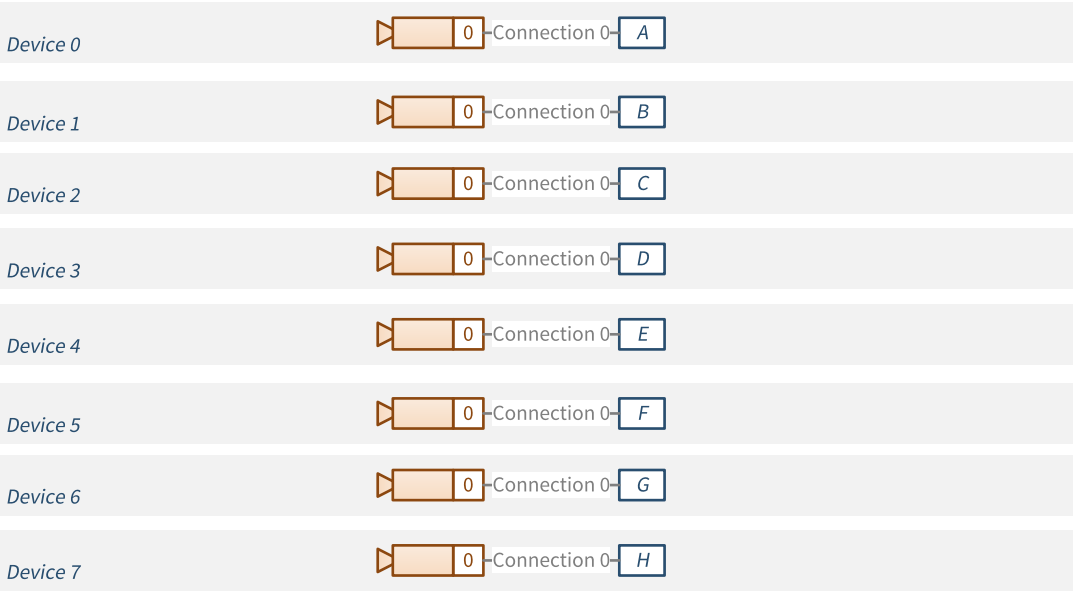 Device 0 0 Connection 0 A
Device 1 0 Connection 0 B
Device 2 0 Connection 0 C
Device 3 0 Connection 0 D
Device 4 0 Connection 0 E
Device 5 0 Connection 0 F
Device 6 0 Connection 0 G
Device 7 0 Connection 0 H